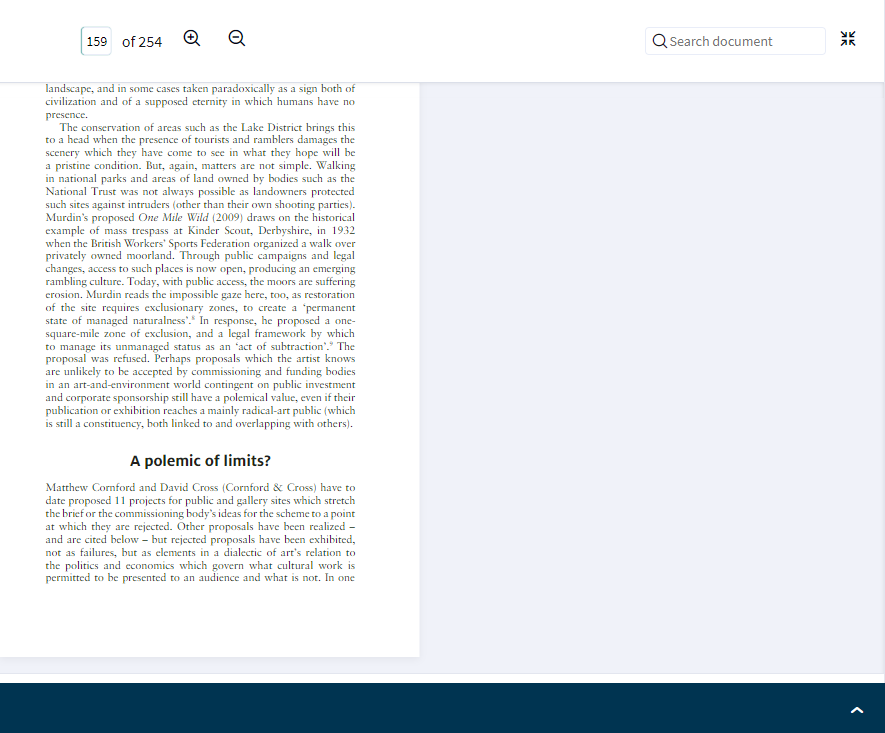 159 of 254 Search document
landscape, and in some cases taken paradoxically as a sign both of
civilization and of a supposed eternity in which humans have no
presence.
The conservation of areas such as the Lake District brings this
to a head when the presence of tourists and ramblers damages the
scenery which they have come to see in what they hope will be
a pristine condition. But, again, matters are not simple. Walking
in national parks and areas of land owned by bodies such as the
National Trust was not always possible as landowners protected
such sites against intruders (other than their own shooting parties).
Murdin's proposed One Mile Wild (2009) draws on the historical
example of mass trespass at Kinder Scout, Derbyshire, in 1932
when the British Workers' Sports Federation organized a walk over
privately owned moorland. Through public campaigns and legal
changes, access to such places is now open, producing an emerging
rambling culture. Today, with public access, the moors are suffering
erosion. Murdin reads the impossible gaze here, too, as restoration
of the site requires exclusionary zones, to create a 'permanent
state of managed naturalness'.⁸ In response, he proposed a one-
square-mile zone of exclusion, and a legal framework by which
to manage its unmanaged status as an 'act of subtraction'.⁹ The
proposal was refused. Perhaps proposals which the artist knows
are unlikely to be accepted by commissioning and funding bodies
in an art-and-environment world contingent on public investment
and corporate sponsorship still have a polemical value, even if their
publication or exhibition reaches a mainly radical-art public (which
is still a constituency, both linked to and overlapping with others).
A polemic of limits?
Matthew Cornford and David Cross (Cornford & Cross) have to
date proposed 11 projects for public and gallery sites which stretch
the brief or the commissioning body's ideas for the scheme to a point
at which they are rejected. Other proposals have been realized –
and are cited below – but rejected proposals have been exhibited,
not as failures, but as elements in a dialectic of art's relation to
the politics and economics which govern what cultural work is
permitted to be presented to an audience and what is not. In one